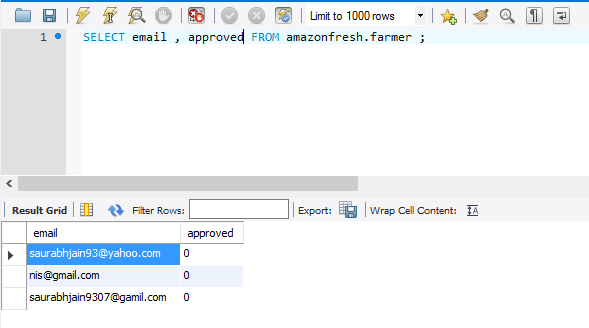 Limit to 1000 rows
1 SELECT email , approved FROM amazonfresh.farmer ;
Result Grid Filter Rows: Export: Wrap Cell Content:
email approved
saurabhjain93@yahoo.com 0
nis@gmail.com 0
saurabhjain9307@gamil.com 0